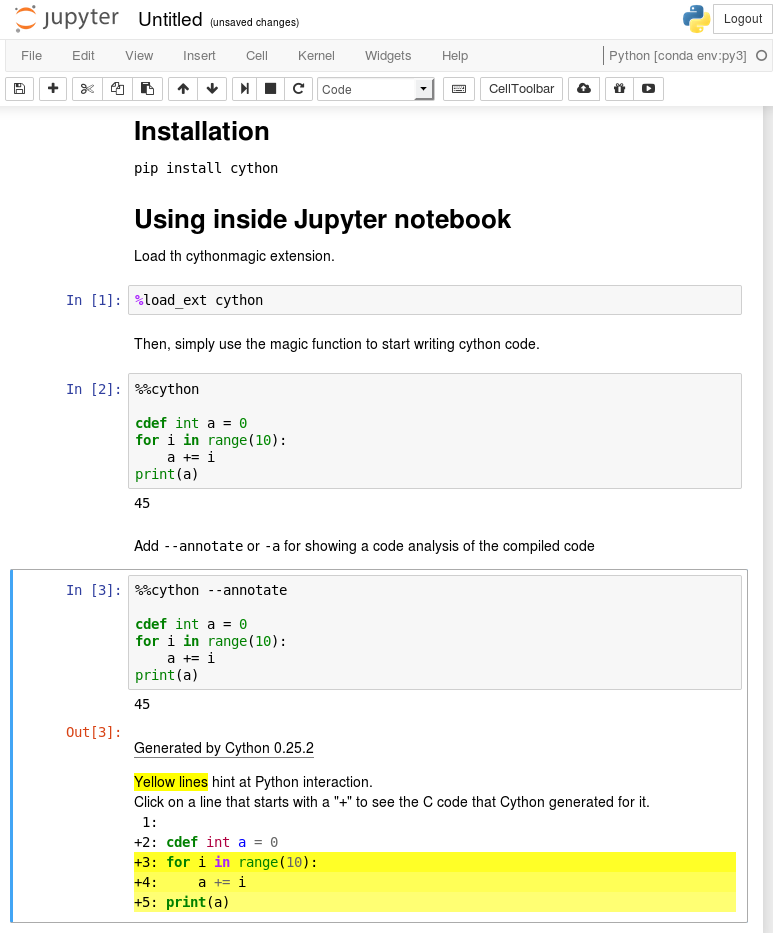 jupyter Untitled (unsaved changes) Logout
File Edit View Insert Cell Kernel Widgets Help Python [conda env:py3]
Code CellToolbar
Installation
pip install cython
Using inside Jupyter notebook
Load th cythonmagic extension.
In [1]: %load_ext cython
Then, simply use the magic function to start writing cython code.
In [2]: %%cython
cdef int a = 0
for i in range(10):
    a += i
print(a)
45
Add --annotate or -a for showing a code analysis of the compiled code
In [3]: %%cython --annotate
cdef int a = 0
for i in range(10):
    a += i
print(a)
45
Out[3]:
Generated by Cython 0.25.2
Yellow lines hint at Python interaction.
Click on a line that starts with a "+" to see the C code that Cython generated for it.
 1:
+2: cdef int a = 0
+3: for i in range(10):
+4:     a += i
+5: print(a)